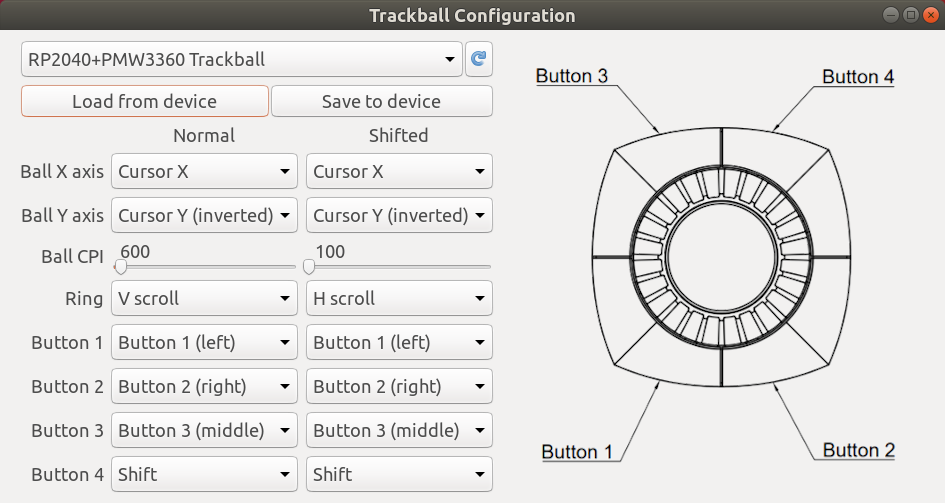 Trackball Configuration
RP2040+PMW3360 Trackball
Load from device Save to device
Normal Shifted
Ball X axis Cursor X Cursor X
Ball Y axis Cursor Y (inverted) Cursor Y (inverted)
Ball CPI 600 100
Ring V scroll H scroll
Button 1 Button 1 (left) Button 1 (left)
Button 2 Button 2 (right) Button 2 (right)
Button 3 Button 3 (middle) Button 3 (middle)
Button 4 Shift Shift
Button 3 Button 4
Button 1 Button 2